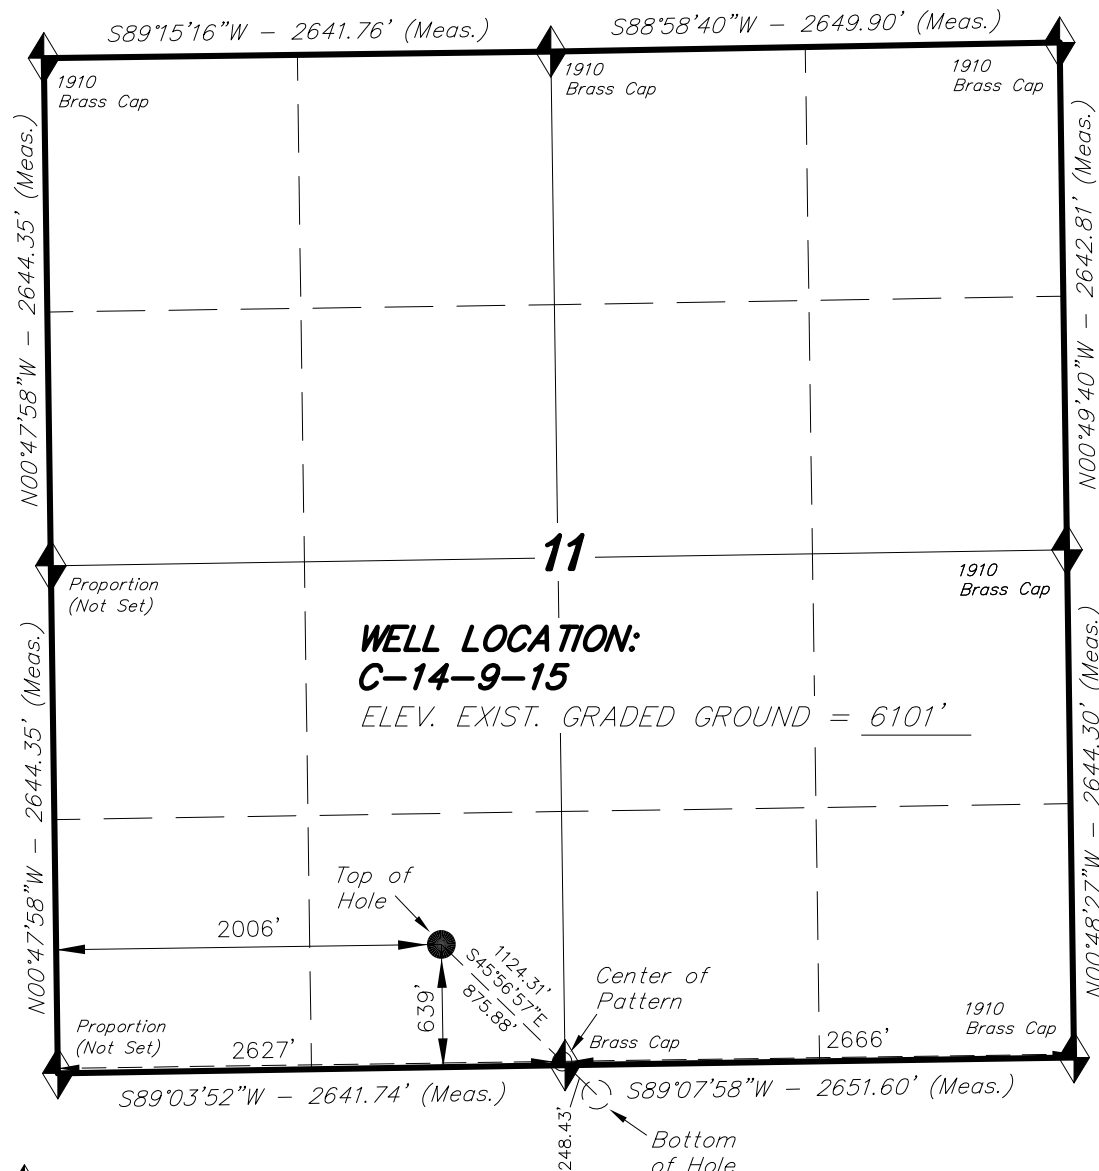 S89°15'16"W - 2641.76' (Meas.)
S88°58'40"W - 2649.90' (Meas.)
1910
Brass Cap
1910
Brass Cap
1910
Brass Cap
N00°47'58"W - 2644.35' (Meas.)
N00°49'40"W - 2642.81' (Meas.)
11
Proportion
(Not Set)
1910
Brass Cap
WELL LOCATION:
C-14-9-15
ELEV. EXIST. GRADED GROUND = 6101'
N00°47'58"W - 2644.35' (Meas.)
N00°48'27"W - 2644.30' (Meas.)
Top of
Hole
2006'
639'
1124.31'
S45°56'57"E
875.88'
Center of
Pattern
Proportion
(Not Set)
2627'
Brass Cap
2666'
1910
Brass Cap
S89°03'52"W - 2641.74' (Meas.)
S89°07'58"W - 2651.60' (Meas.)
248.43'
Bottom
of Hole